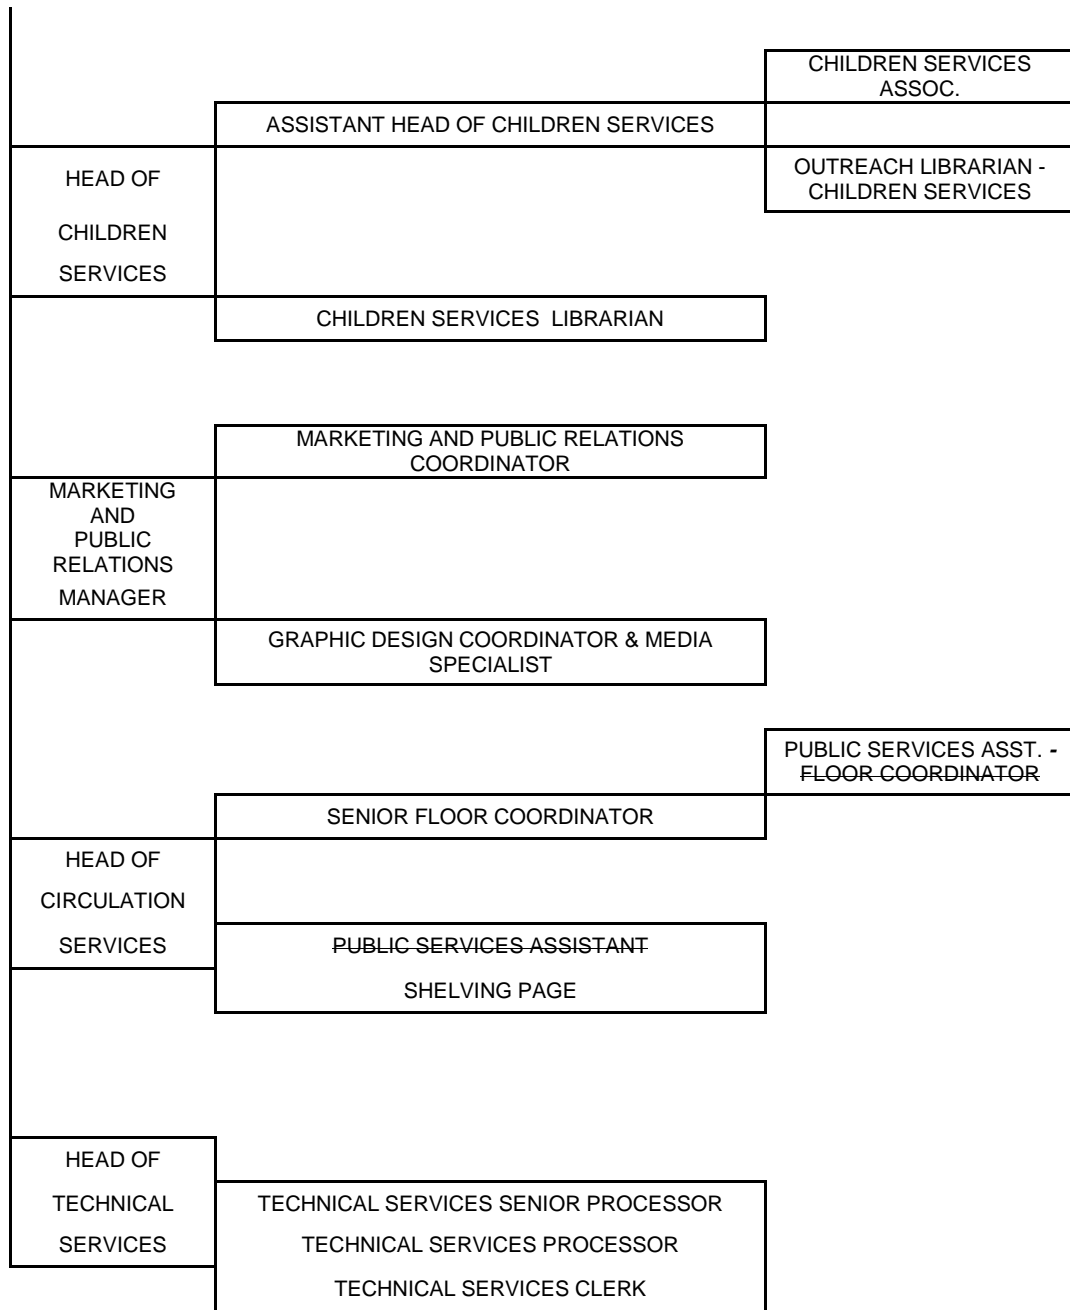 CHILDREN SERVICES
ASSOC.
ASSISTANT HEAD OF CHILDREN SERVICES
HEAD OF
CHILDREN
SERVICES
OUTREACH LIBRARIAN -
CHILDREN SERVICES
CHILDREN SERVICES LIBRARIAN
MARKETING AND PUBLIC RELATIONS
COORDINATOR
MARKETING
AND
PUBLIC
RELATIONS
MANAGER
GRAPHIC DESIGN COORDINATOR & MEDIA
SPECIALIST
PUBLIC SERVICES ASST. -
FLOOR COORDINATOR
SENIOR FLOOR COORDINATOR
HEAD OF
CIRCULATION
SERVICES
PUBLIC SERVICES ASSISTANT
SHELVING PAGE
HEAD OF
TECHNICAL
SERVICES
TECHNICAL SERVICES SENIOR PROCESSOR
TECHNICAL SERVICES PROCESSOR
TECHNICAL SERVICES CLERK